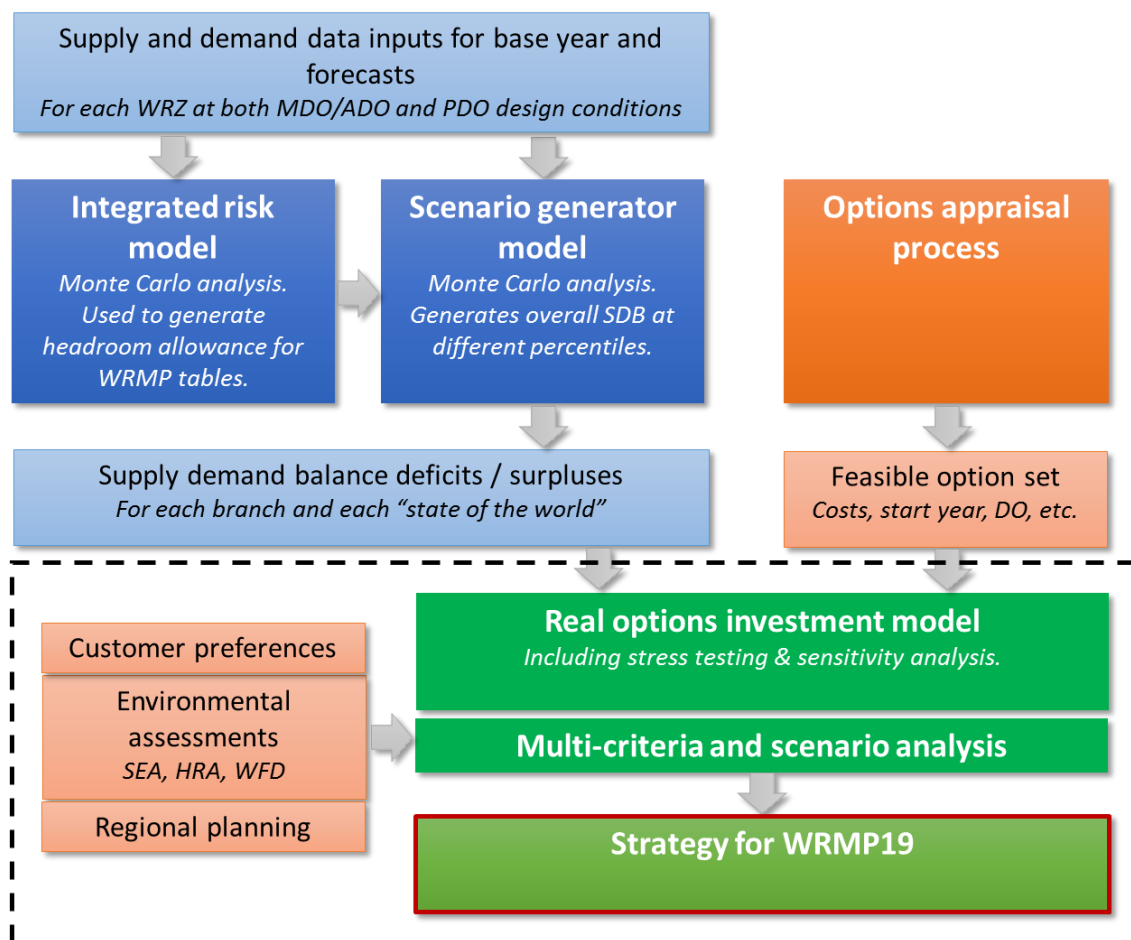 Supply and demand data inputs for base year and
forecasts
For each WRZ at both MDO/ADO and PDO design conditions
Integrated risk
model
Monte Carlo analysis.
Used to generate
headroom allowance for
WRMP tables.
Scenario generator
model
Monte Carlo analysis.
Generates overall SDB at
different percentiles.
Options appraisal
process
Supply demand balance deficits / surpluses
For each branch and each “state of the world”
Feasible option set
Costs, start year, DO, etc.
Real options investment model
Including stress testing & sensitivity analysis.
Customer preferences
Environmental
assessments
SEA, HRA, WFD
Regional planning
Multi-criteria and scenario analysis
Strategy for WRMP19